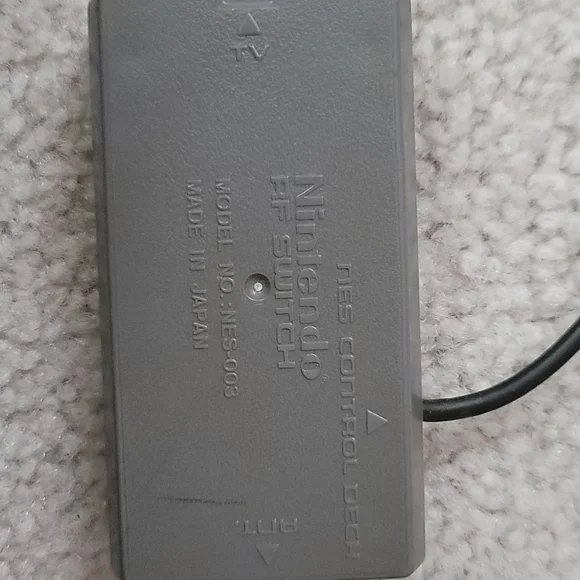 NES CONTROL DECK
Nintendo®
RF SWITCH
MODEL NO.: NES-003
MADE IN JAPAN
TV
ANT.